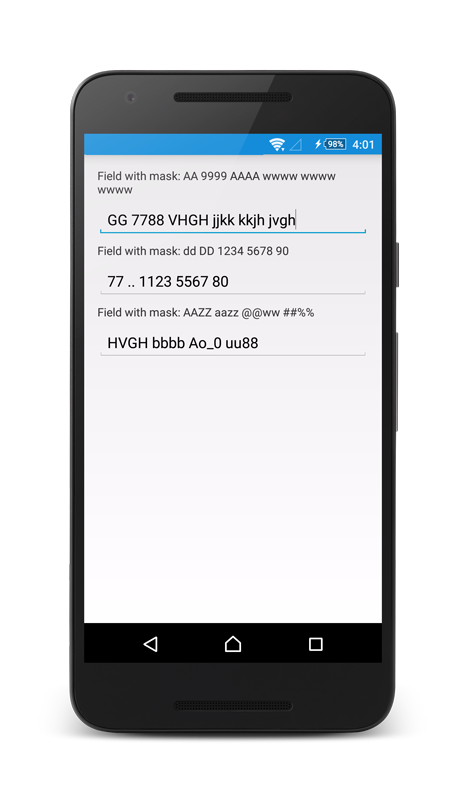 98% 4:01
Field with mask: AA 9999 AAAA wwww wwww
wwww
GG 7788 VHGH jjkk kkjh jvgh
Field with mask: dd DD 1234 5678 90
77 .. 1123 5567 80
Field with mask: AAZZ aazz @@ww ##%%
HVGH bbbb Ao_0 uu88